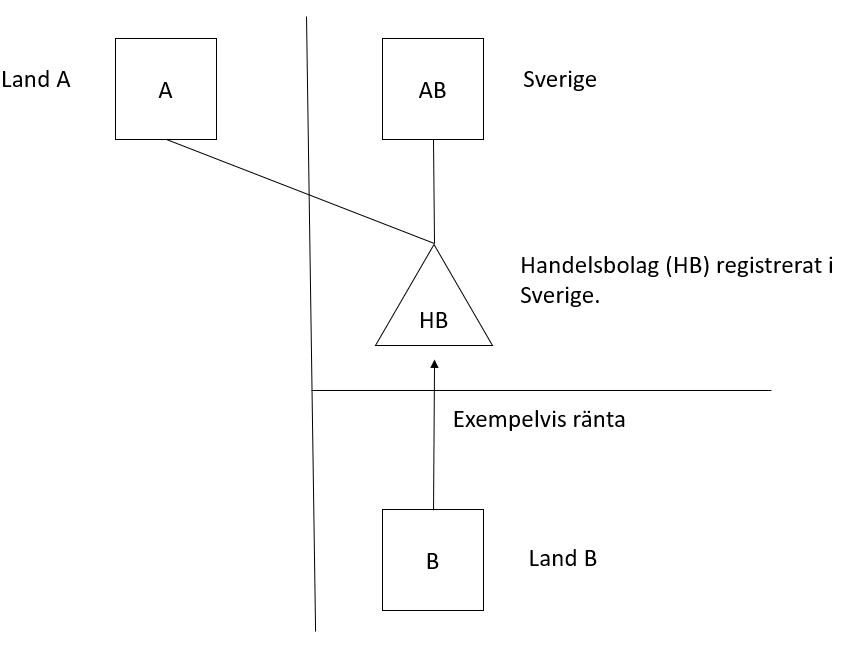 Land A
A
AB
Sverige
Handelsbolag (HB) registrerat i
Sverige.
HB
Exempelvis ränta
B
Land B